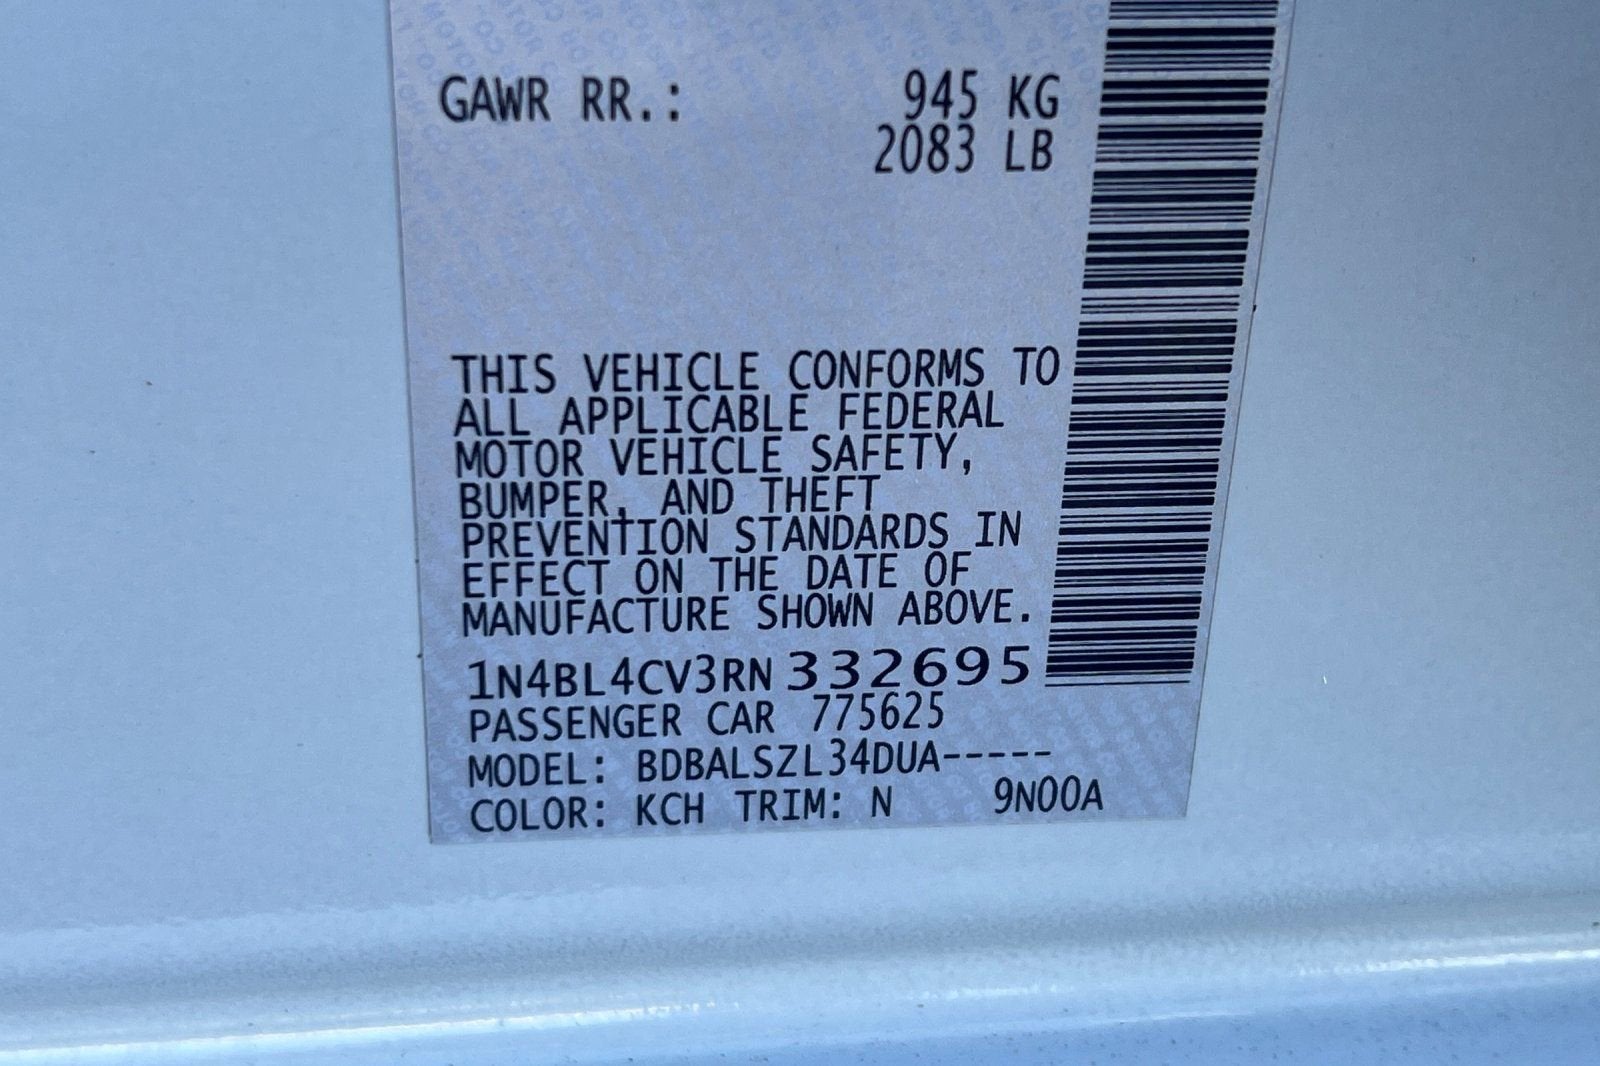 GAWR RR.: 945 KG
2083 LB
THIS VEHICLE CONFORMS TO
ALL APPLICABLE FEDERAL
MOTOR VEHICLE SAFETY,
BUMPER, AND THEFT
PREVENTION STANDARDS IN
EFFECT ON THE DATE OF
MANUFACTURE SHOWN ABOVE.
1N4BL4CV3RN332695
PASSENGER CAR 775625
MODEL: BDBALSZL34DUA-----
COLOR: KCH TRIM: N 9N00A